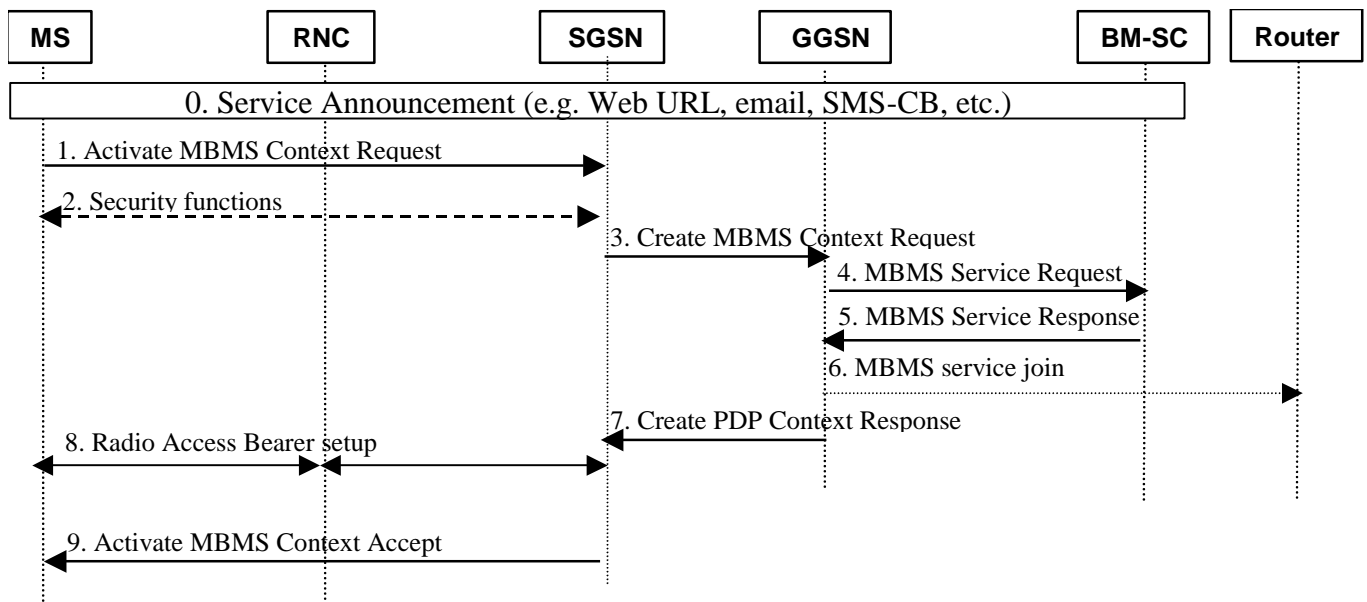 MS RNC SGSN GGSN BM-SC Router
0. Service Announcement (e.g. Web URL, email, SMS-CB, etc.)
1. Activate MBMS Context Request
2. Security functions
3. Create MBMS Context Request
4. MBMS Service Request
5. MBMS Service Response
6. MBMS service join
7. Create PDP Context Response
8. Radio Access Bearer setup
9. Activate MBMS Context Accept